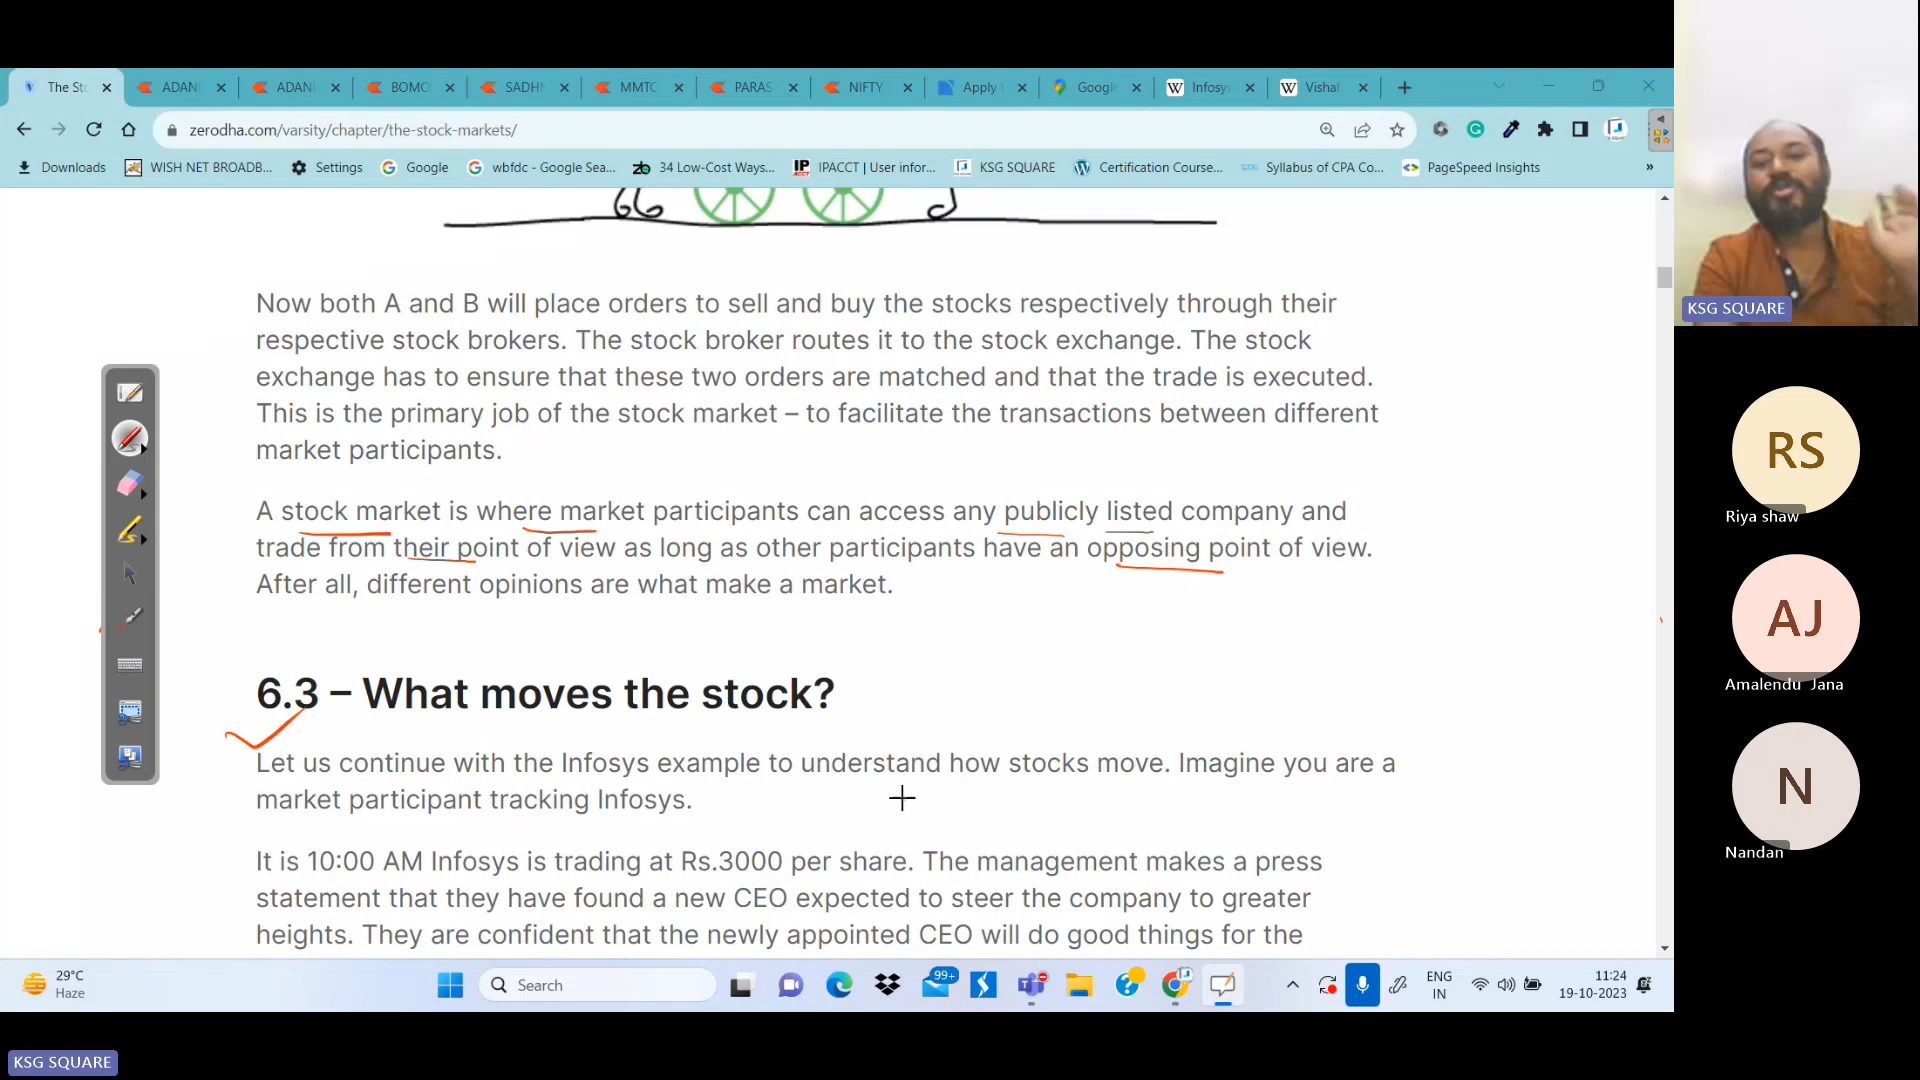 The Sto
ADANI
ADANI
BOMO
SADHN
MMTC
PARAS
NIFTY
Apply
Google
Infosys
Vishal
zerodha.com/varsity/chapter/the-stock-markets/
Downloads
WISH NET BROADB...
Settings
Google
wbfdc - Google Sea...
34 Low-Cost Ways...
IPACCT | User infor...
KSG SQUARE
Certification Course...
Syllabus of CPA Co...
PageSpeed Insights
»
Now both A and B will place orders to sell and buy the stocks respectively through their
respective stock brokers. The stock broker routes it to the stock exchange. The stock
exchange has to ensure that these two orders are matched and that the trade is executed.
This is the primary job of the stock market – to facilitate the transactions between different
market participants.
A stock market is where market participants can access any publicly listed company and
trade from their point of view as long as other participants have an opposing point of view.
After all, different opinions are what make a market.
6.3 – What moves the stock?
Let us continue with the Infosys example to understand how stocks move. Imagine you are a
market participant tracking Infosys.
It is 10:00 AM Infosys is trading at Rs.3000 per share. The management makes a press
statement that they have found a new CEO expected to steer the company to greater
heights. They are confident that the newly appointed CEO will do good things for the
29°C
Haze
Search
99+
ENG
IN
11:24
19-10-2023
KSG SQUARE
RS
Riya shaw
AJ
Amalendu Jana
N
Nandan
KSG SQUARE